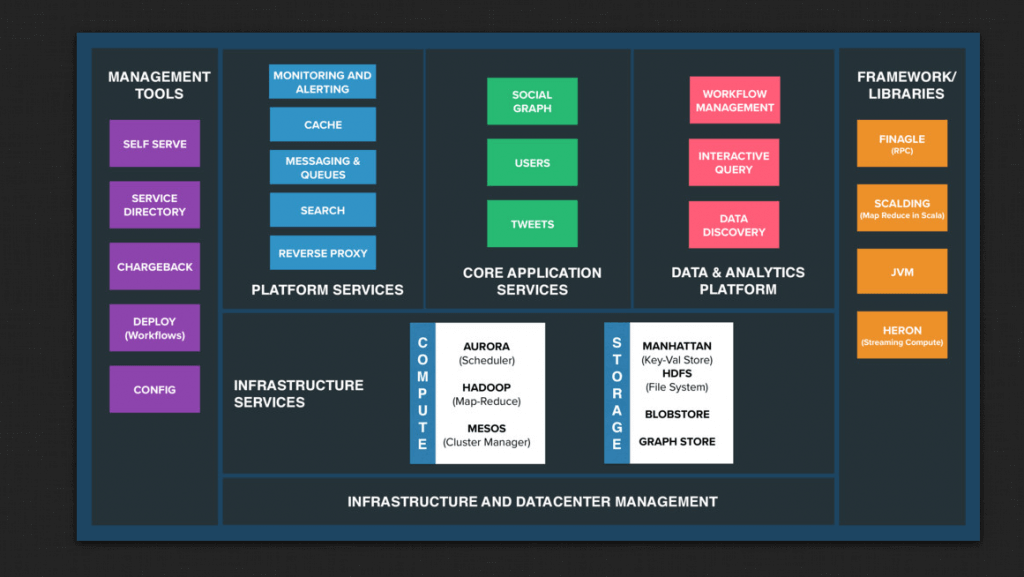 MANAGEMENT
TOOLS
SELF SERVE
SERVICE
DIRECTORY
CHARGEBACK
DEPLOY
(Workflows)
CONFIG
MONITORING AND
ALERTING
CACHE
MESSAGING &
QUEUES
SEARCH
REVERSE PROXY
PLATFORM SERVICES
SOCIAL
GRAPH
USERS
TWEETS
CORE APPLICATION
SERVICES
WORKFLOW
MANAGEMENT
INTERACTIVE
QUERY
DATA
DISCOVERY
DATA & ANALYTICS
PLATFORM
FRAMEWORK/
LIBRARIES
FINAGLE
(RPC)
SCALDING
(Map Reduce in Scala)
JVM
HERON
(Streaming Compute)
INFRASTRUCTURE
SERVICES
COMPUTE
AURORA
(Scheduler)
HADOOP
(Map-Reduce)
MESOS
(Cluster Manager)
STORAGE
MANHATTAN
(Key-Val Store)
HDFS
(File System)
BLOBSTORE
GRAPH STORE
INFRASTRUCTURE AND DATACENTER MANAGEMENT